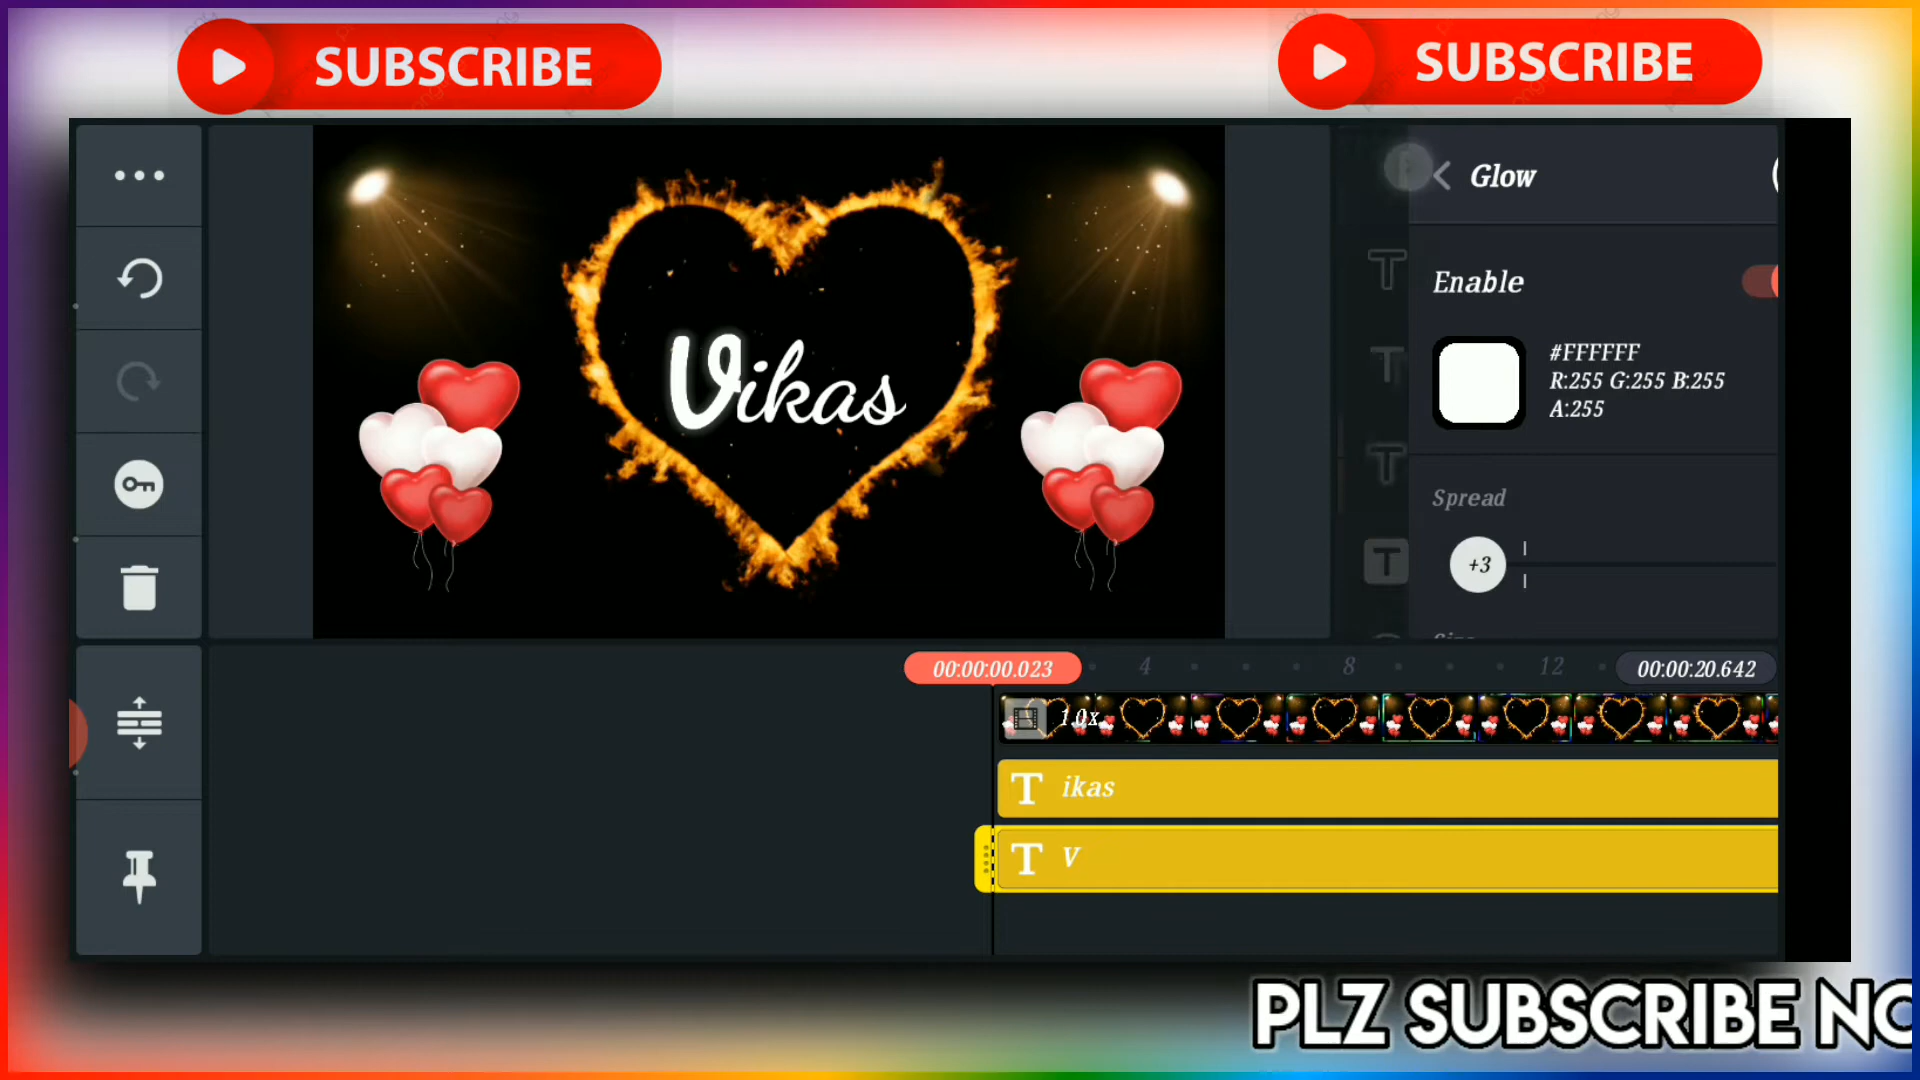 SUBSCRIBE
SUBSCRIBE
Glow
Enable
#FFFFFF
R:255 G:255 B:255
A:255
Spread
+3
Vikas
00:00:00.023
4
8
12
00:00:20.642
1.0x
T ikas
T V
PLZ SUBSCRIBE